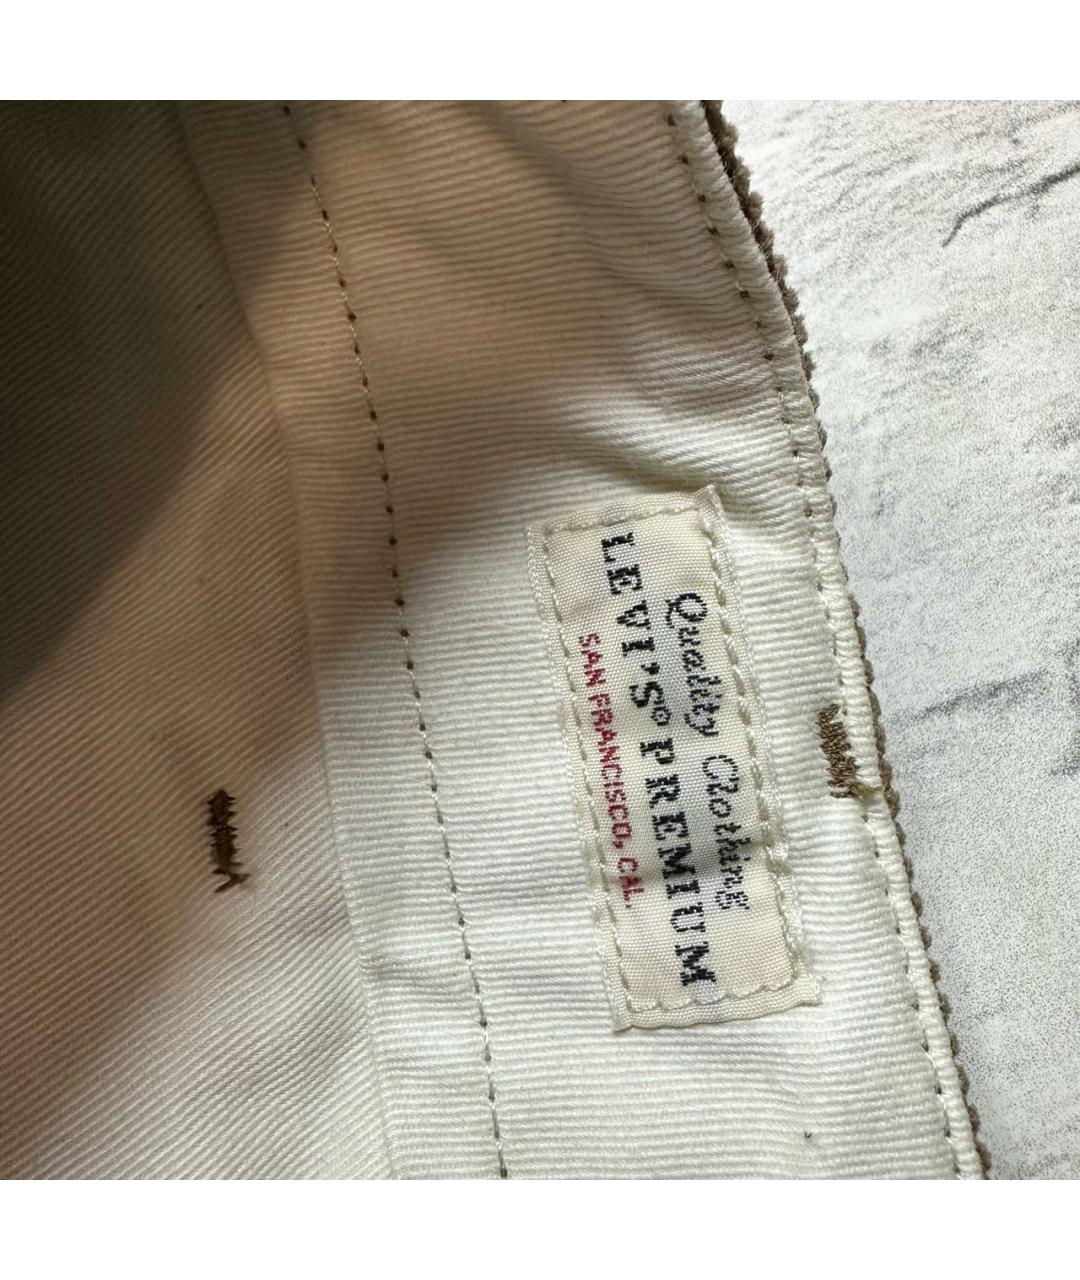 Quality Clothing
LEVI'S® PREMIUM
SAN FRANCISCO, CAL.